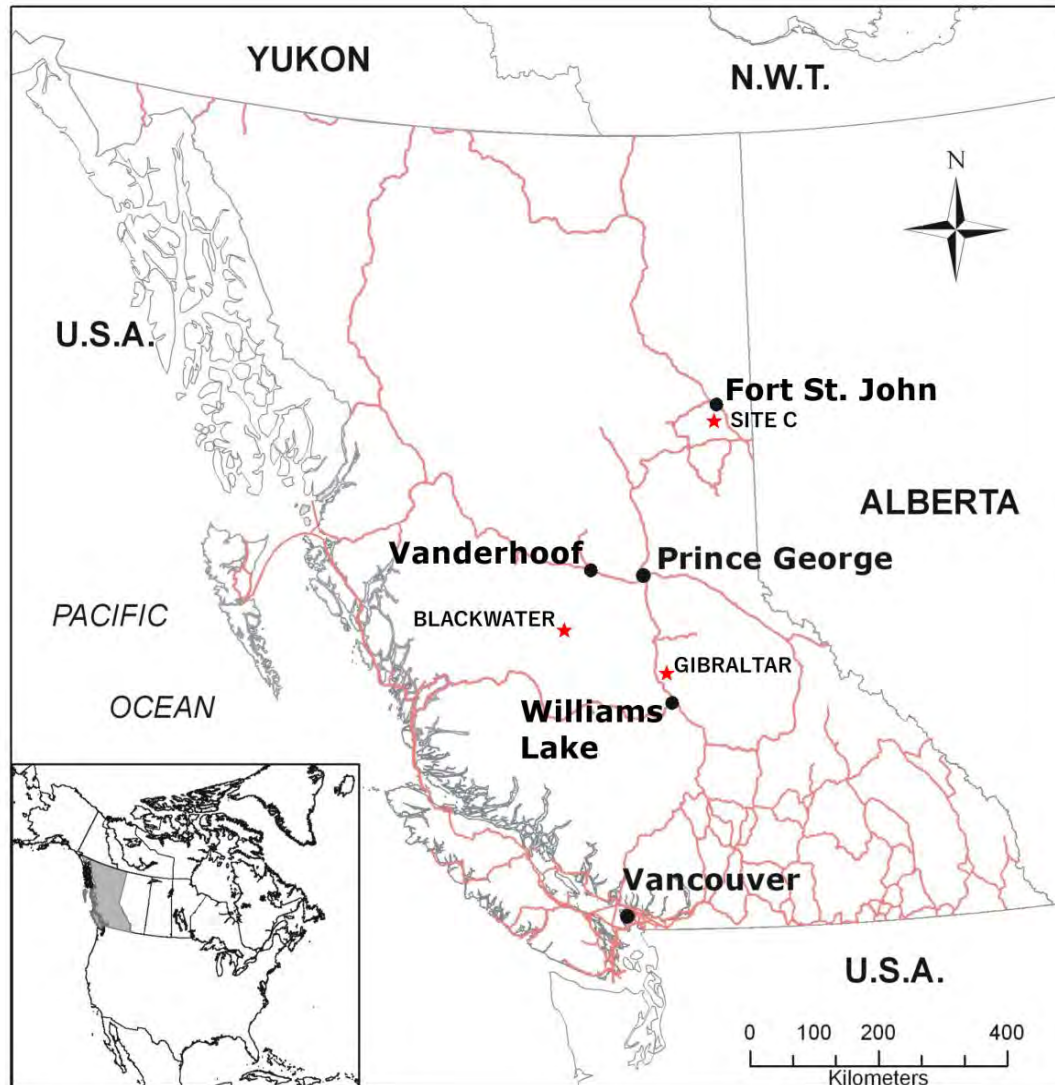 YUKON
N.W.T.
N
U.S.A.
Fort St. John
SITE C
ALBERTA
Vanderhoof
Prince George
PACIFIC
OCEAN
BLACKWATER
GIBRALTAR
Williams
Lake
Vancouver
U.S.A.
0 100 200 400
Kilometers